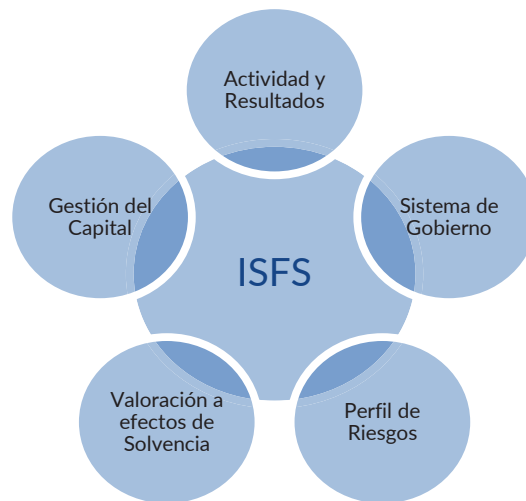 Actividad y
Resultados
Gestión del
Capital
Sistema de
Gobierno
ISFS
Valoración a
efectos de
Solvencia
Perfil de
Riesgos